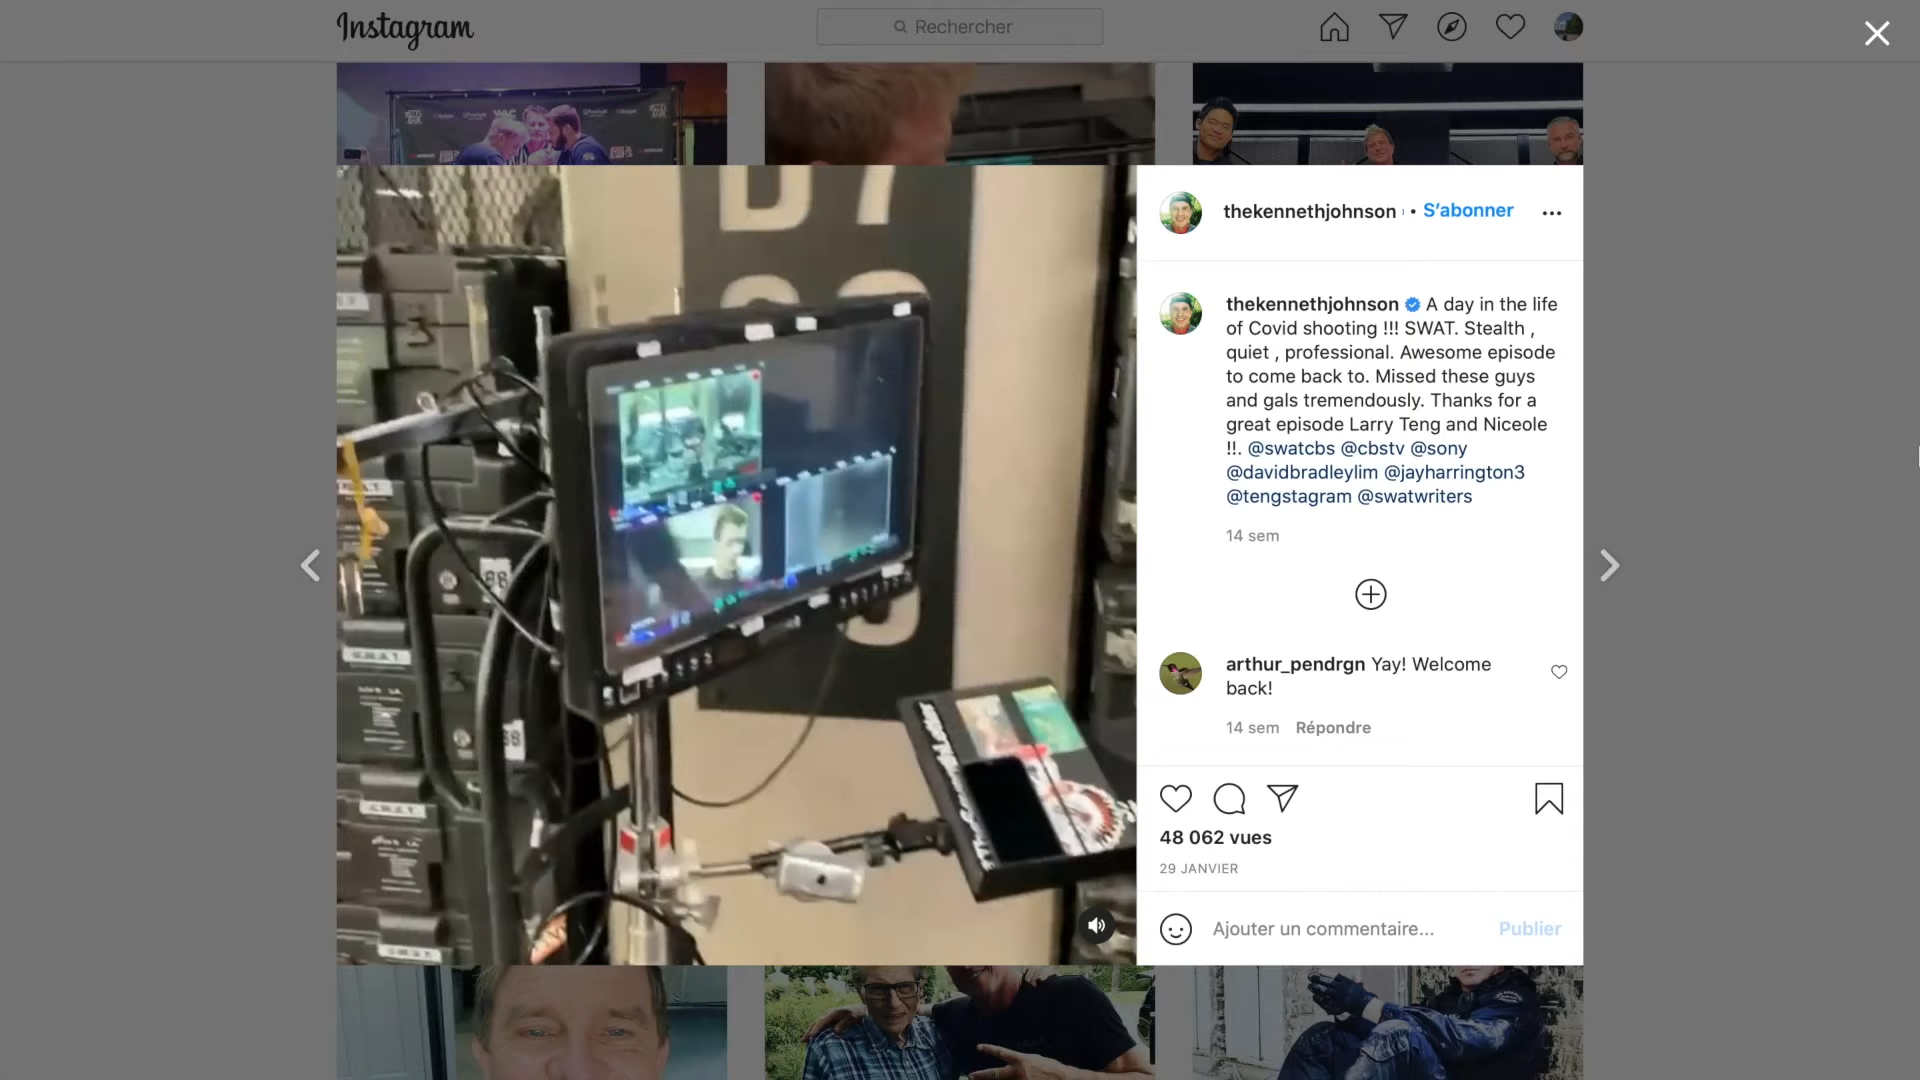 Instagram
Rechercher
thekennethjohnson • S'abonner
thekennethjohnson A day in the life
of Covid shooting !!! SWAT. Stealth ,
quiet , professional. Awesome episode
to come back to. Missed these guys
and gals tremendously. Thanks for a
great episode Larry Teng and Niceole
!!. @swatcbs @cbstv @sony
@davidbradleylim @jayharrington3
@tengstagram @swatwriters
14 sem
arthur_pendrgn Yay! Welcome
back!
14 sem Répondre
48 062 vues
29 JANVIER
Ajouter un commentaire... Publier
88
88
S.W.A.T.